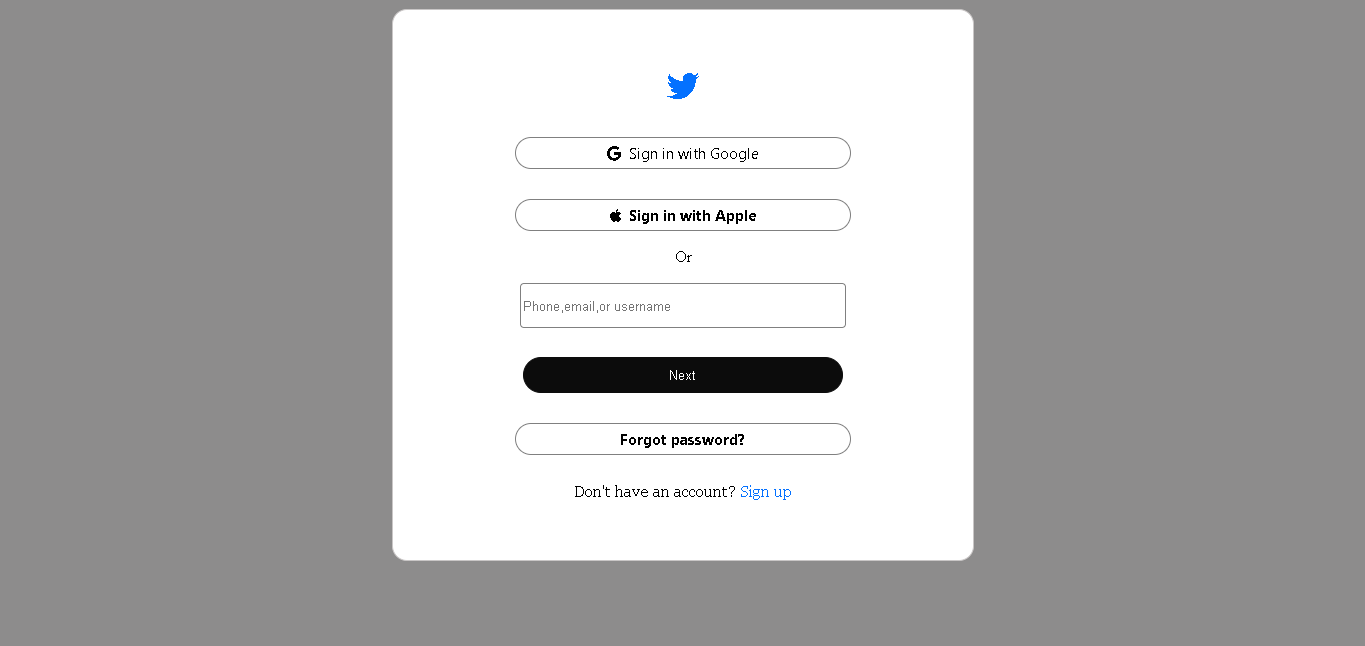 Sign in with Google
Sign in with Apple
Or
Phone,email,or username
Next
Forgot password?
Don't have an account? Sign up